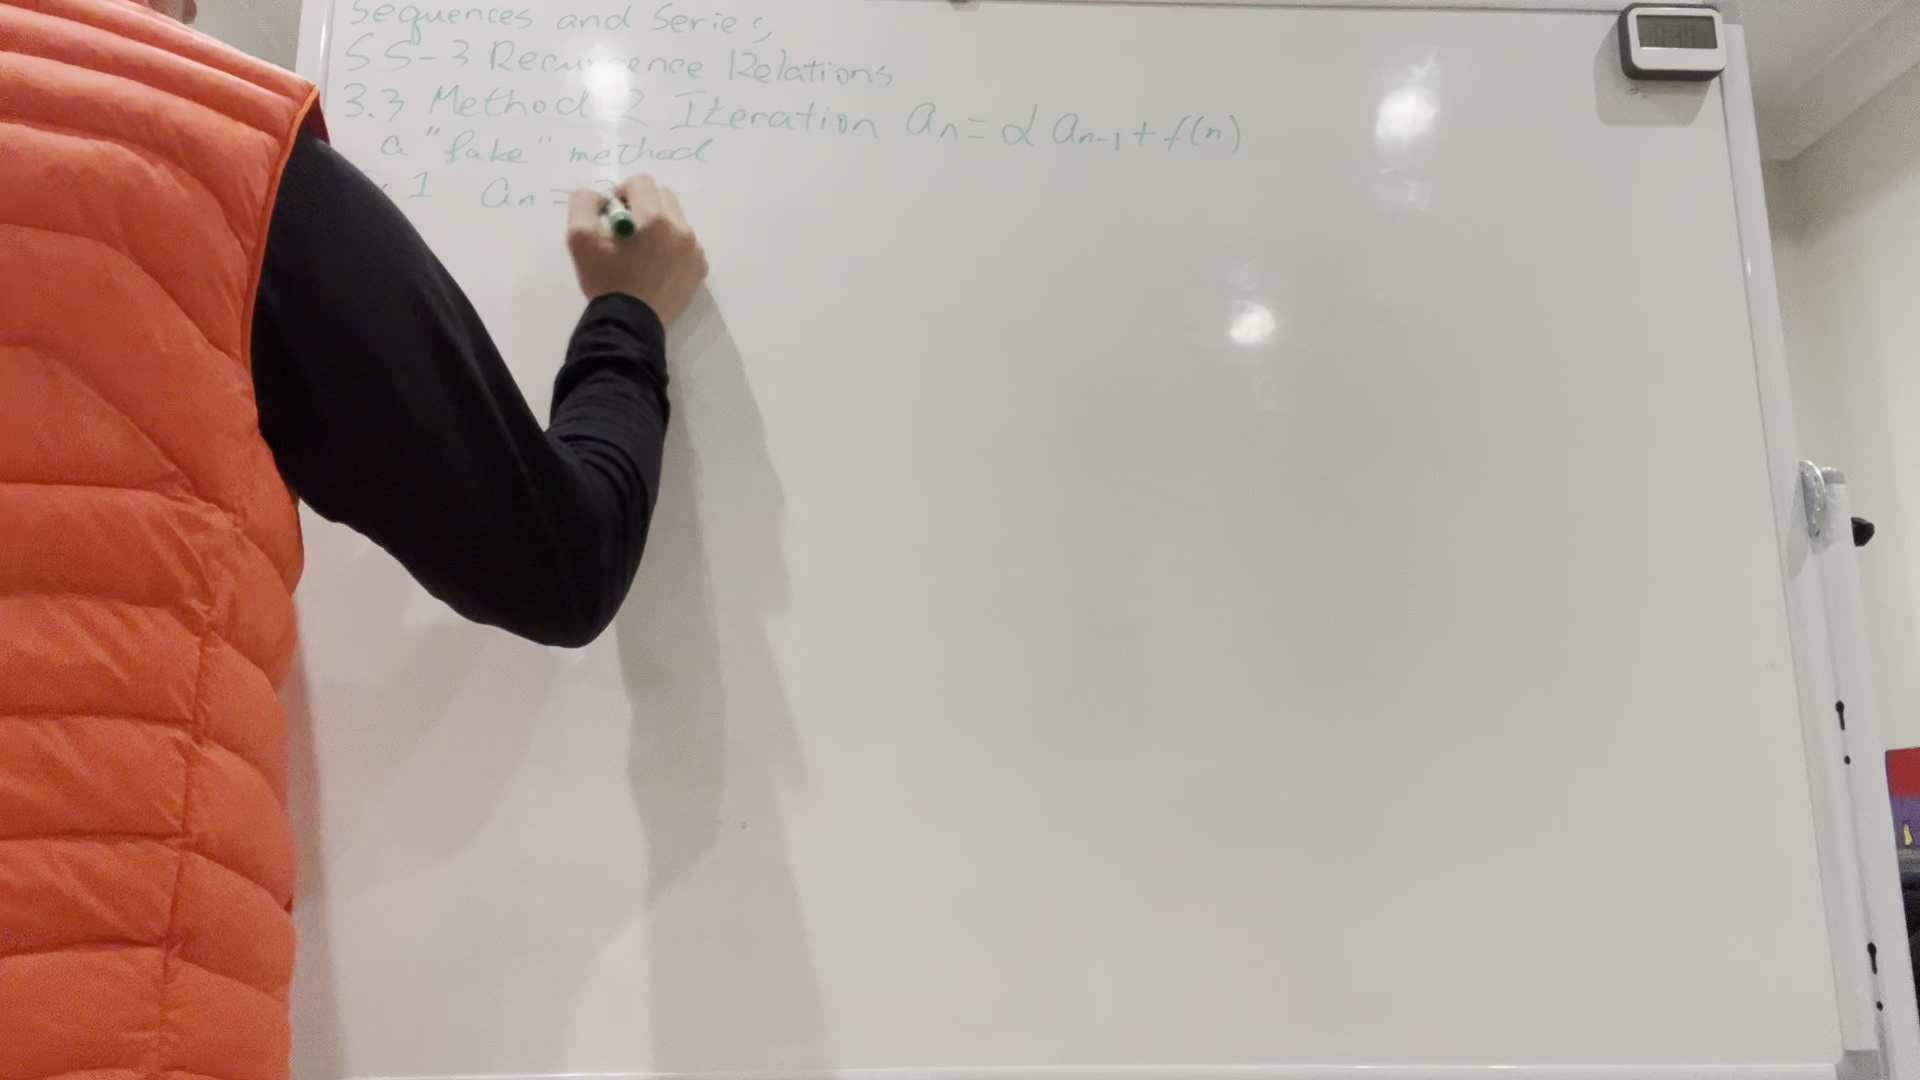 Sequences and Series,
SS-3 Recurrence Relations
3.3 Method 2 Iteration aₙ = α aₙ₋₁ + f(n)
a "fake" method
1 aₙ =